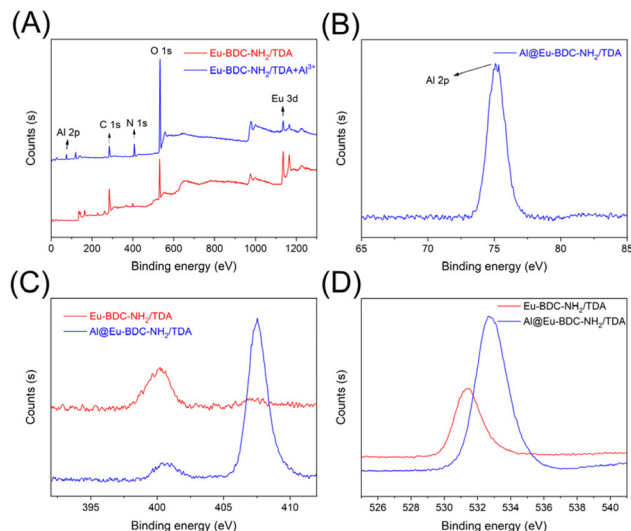 (A)
Eu-BDC-NH₂/TDA
Eu-BDC-NH₂/TDA+Al³⁺
O 1s
Al 2p
C 1s
N 1s
Eu 3d
Counts (s)
0 200 400 600 800 1000 1200
Binding energy (eV)
(B)
Al@Eu-BDC-NH₂/TDA
Al 2p
Counts (s)
65 70 75 80 85
Binding energy (eV)
(C)
Eu-BDC-NH₂/TDA
Al@Eu-BDC-NH₂/TDA
Counts (s)
395 400 405 410
Binding energy (eV)
(D)
Eu-BDC-NH₂/TDA
Al@Eu-BDC-NH₂/TDA
Counts (s)
526 528 530 532 534 536 538 540
Binding energy (eV)